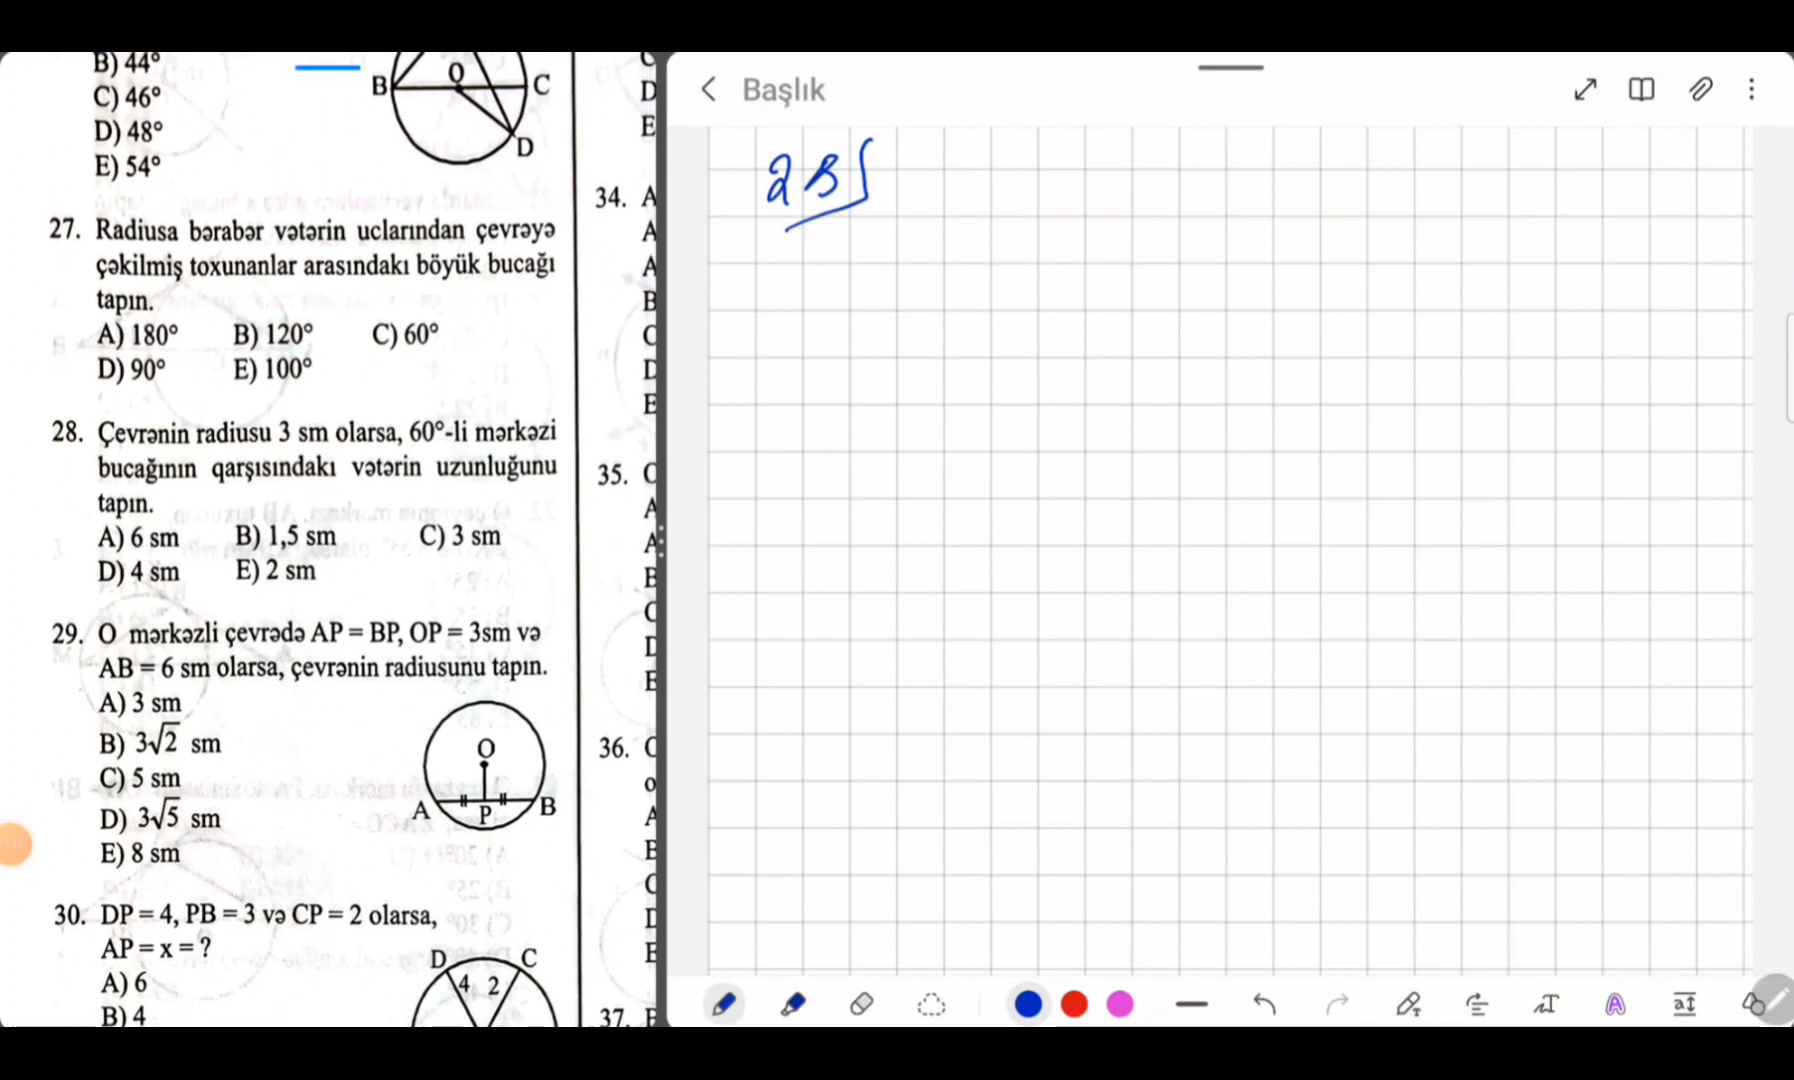 B) 44°
C) 46°
D) 48°
E) 54°
B
O
C
D
27. Radiusa bərabər vətərin uclarından çevrəyə
çəkilmiş toxunanlar arasındakı böyük bucağı
tapın.
A) 180° B) 120° C) 60°
D) 90° E) 100°
28. Çevrənin radiusu 3 sm olarsa, 60°-li mərkəzi
bucağının qarşısındakı vətərin uzunluğunu
tapın.
A) 6 sm B) 1,5 sm C) 3 sm
D) 4 sm E) 2 sm
29. O mərkəzli çevrədə AP = BP, OP = 3sm və
AB = 6 sm olarsa, çevrənin radiusunu tapın.
A) 3 sm
B) 3√2 sm
C) 5 sm
D) 3√5 sm
E) 8 sm
O
A
P
B
30. DP = 4, PB = 3 və CP = 2 olarsa,
AP = x = ?
A) 6
B) 4
D
C
4 2
D
E
34. A
A
A
B
C
D
E
35.
A
A
B
C
D
E
36.
o
A
B
C
D
E
37.
Başlık